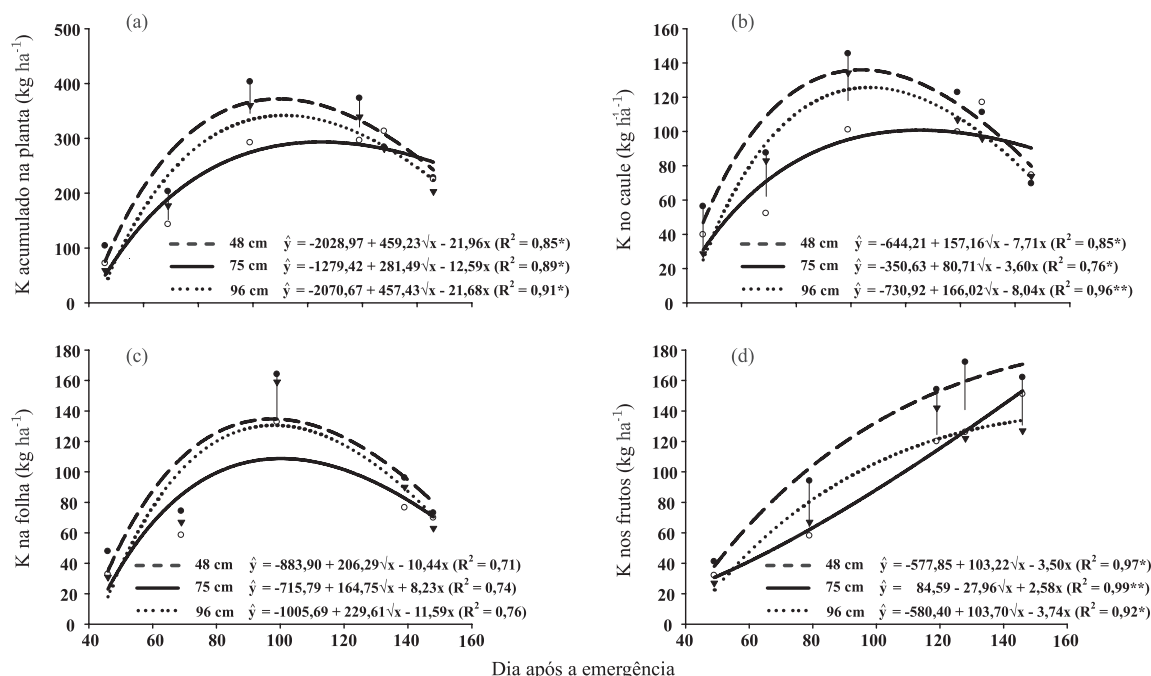 (a)
K acumulado na planta (kg ha⁻¹)
500
400
300
200
100
0
48 cm ŷ = -2028,97 + 459,23√x - 21,96x (R² = 0,85*)
75 cm ŷ = -1279,42 + 281,49√x - 12,59x (R² = 0,89*)
96 cm ŷ = -2070,67 + 457,43√x - 21,68x (R² = 0,91*)
(b)
K no caule (kg ha⁻¹)
160
140
120
100
80
60
40
20
0
48 cm ŷ = -644,21 + 157,16√x - 7,71x (R² = 0,85*)
75 cm ŷ = -350,63 + 80,71√x - 3,60x (R² = 0,76*)
96 cm ŷ = -730,92 + 166,02√x - 8,04x (R² = 0,96**)
(c)
K na folha (kg ha⁻¹)
180
160
140
120
100
80
60
40
20
0
48 cm ŷ = -883,90 + 206,29√x - 10,44x (R² = 0,71)
75 cm ŷ = -715,79 + 164,75√x + 8,23x (R² = 0,74)
96 cm ŷ = -1005,69 + 229,61√x - 11,59x (R² = 0,76)
40 60 80 100 120 140 160
(d)
K nos frutos (kg ha⁻¹)
180
160
140
120
100
80
60
40
20
0
48 cm ŷ = -577,85 + 103,22√x - 3,50x (R² = 0,97*)
75 cm ŷ = 84,59 - 27,96√x + 2,58x (R² = 0,99**)
96 cm ŷ = -580,40 + 103,70√x - 3,74x (R² = 0,92*)
40 60 80 100 120 140 160
Dia após a emergência